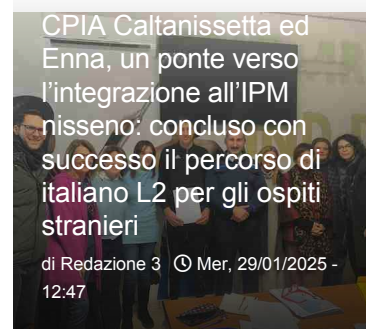 CPIA Caltanissetta ed
Enna, un ponte verso
l'integrazione all'IPM
nisseno: concluso con
successo il percorso di
italiano L2 per gli ospiti
stranieri
di Redazione 3 Mer, 29/01/2025 -
12:47